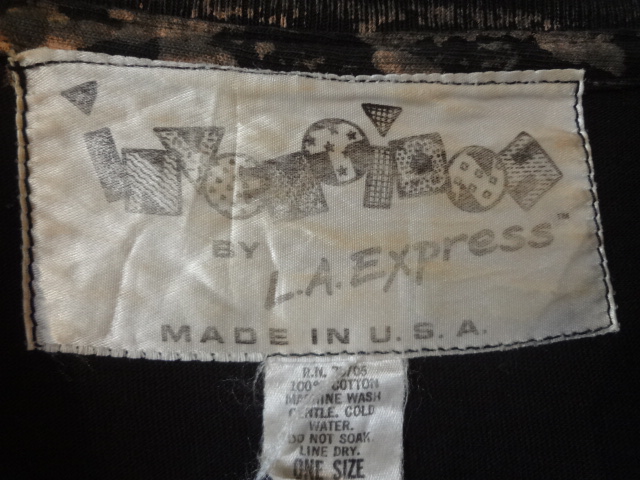 BY
L.A. Express™
MADE IN U.S.A.
R.N.
100% COTTON
MACHINE WASH
GENTLE. COLD
WATER.
DO NOT SOAK.
LINE DRY.
ONE SIZE